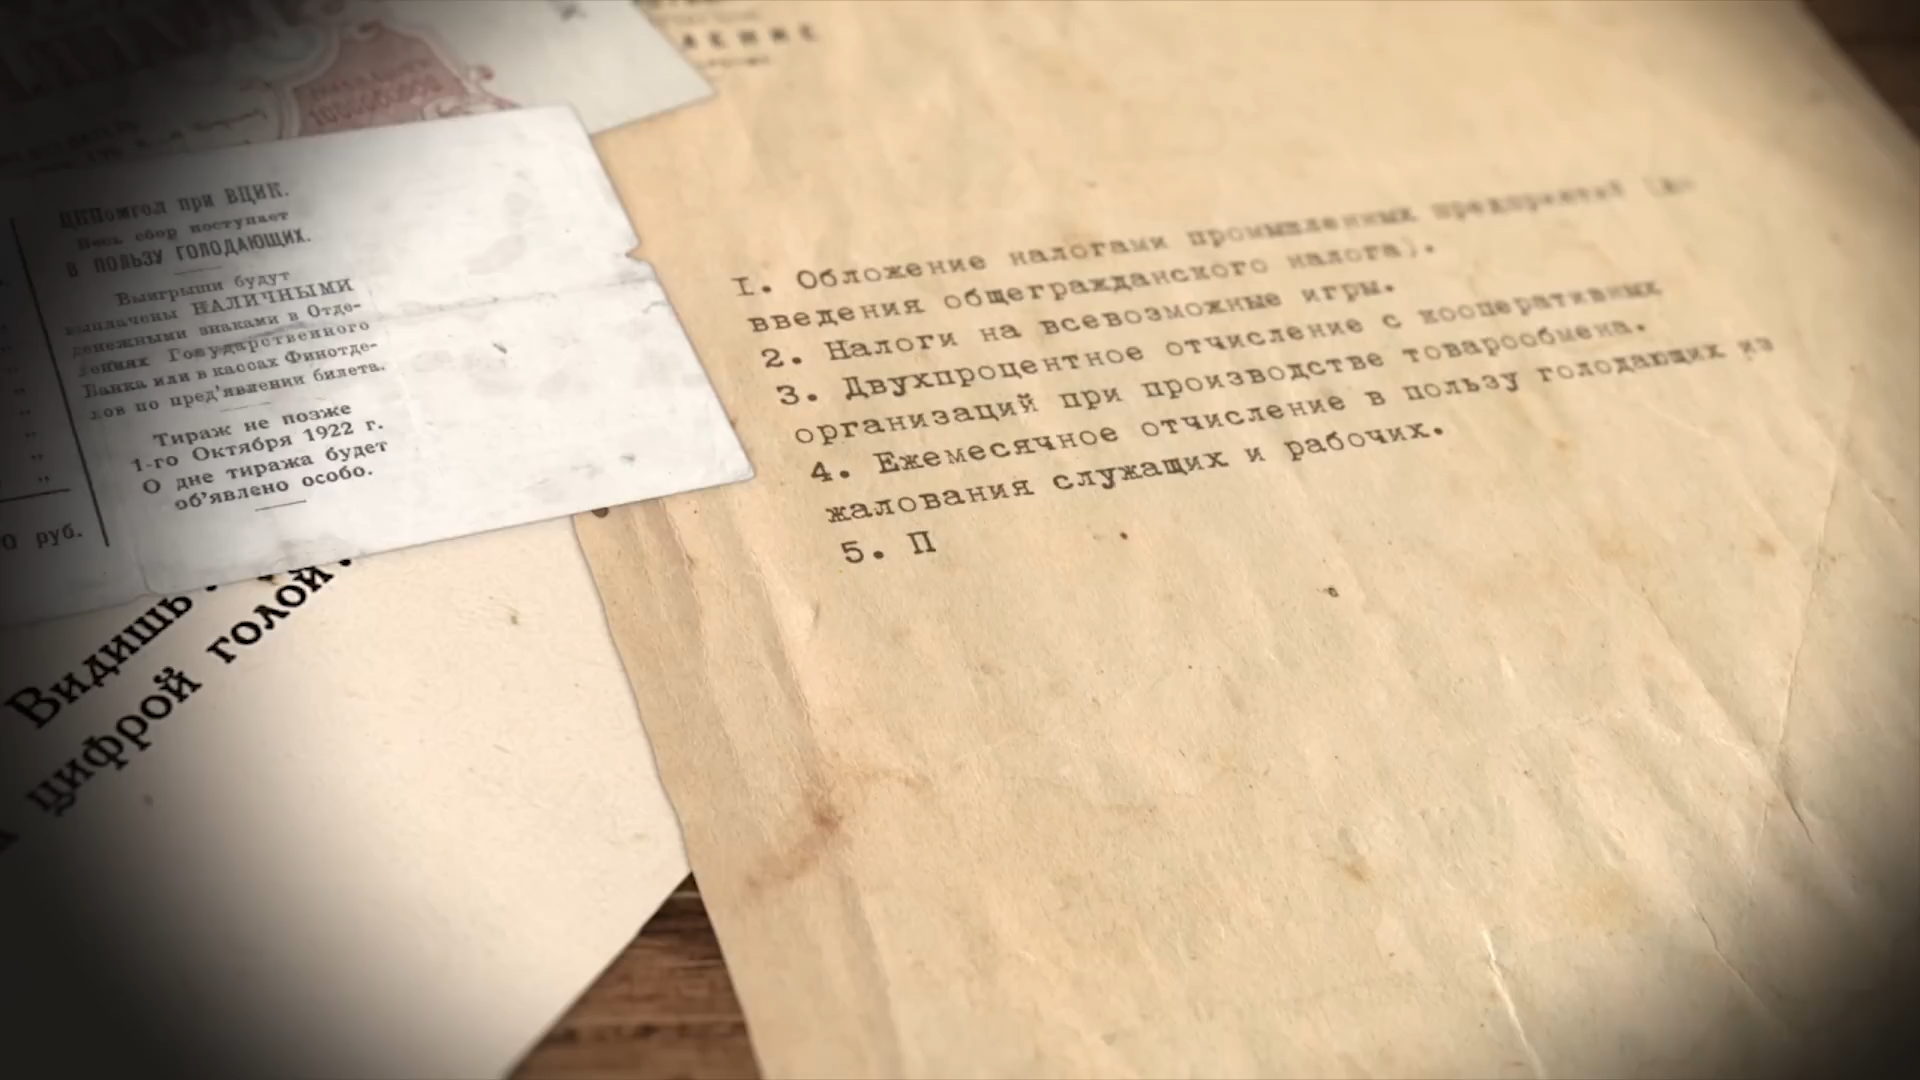 ЛЕНИЕ
ЦКПомгол при ВЦИК.
Весь сбор поступает
В ПОЛЬЗУ ГОЛОДАЮЩИХ.
Выигрыши будут
выплачены НАЛИЧНЫМИ
денежными знаками в Отде-
лениях Государственного
Банка или в кассах Финотде-
лов по пред'явлении билета.
Тираж не позже
1-го Октября 1922 г.
О дне тиража будет
об'явлено особо.
руб.
Видишь
цифрой голой
I. Обложение налогами промышленных предприятий
введения общегражданского налога).
2. Налоги на всевозможные игры.
3. Двухпроцентное отчисление с кооперативных
организаций при производстве товарообмена.
4. Ежемесячное отчисление в пользу голодающих из
жалования служащих и рабочих.
5. П